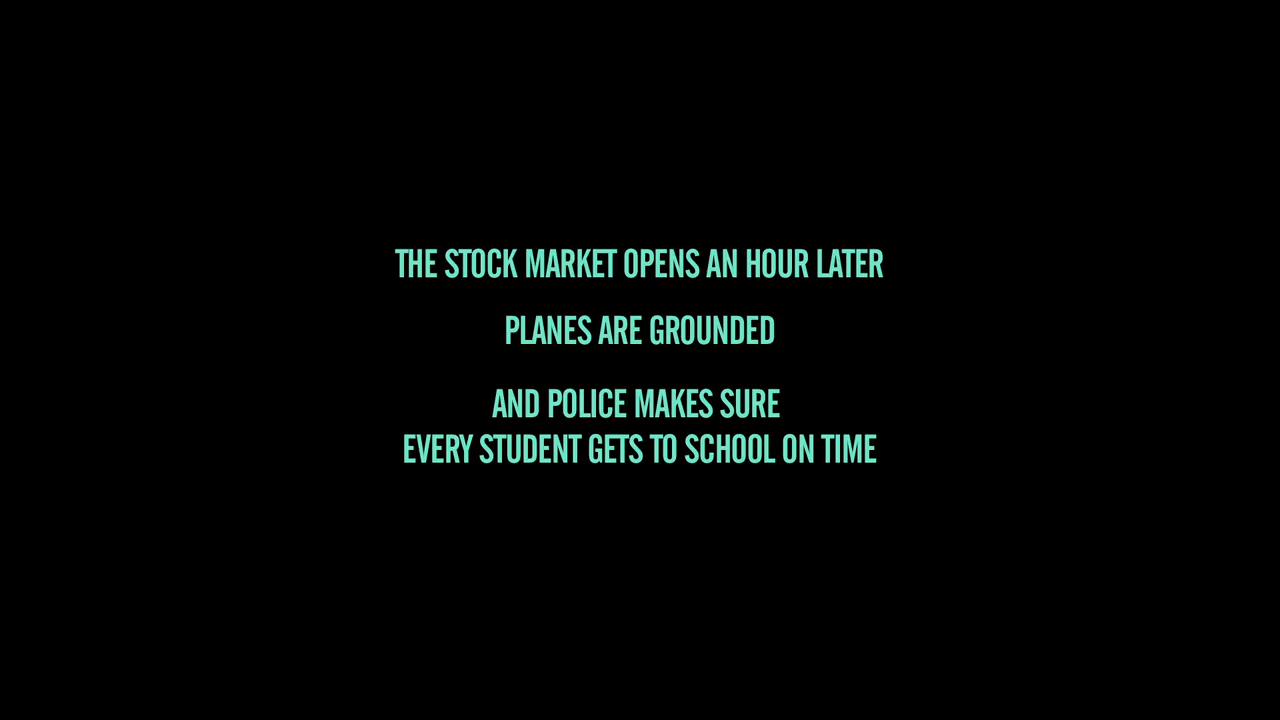 THE STOCK MARKET OPENS AN HOUR LATER
PLANES ARE GROUNDED
AND POLICE MAKES SURE
EVERY STUDENT GETS TO SCHOOL ON TIME